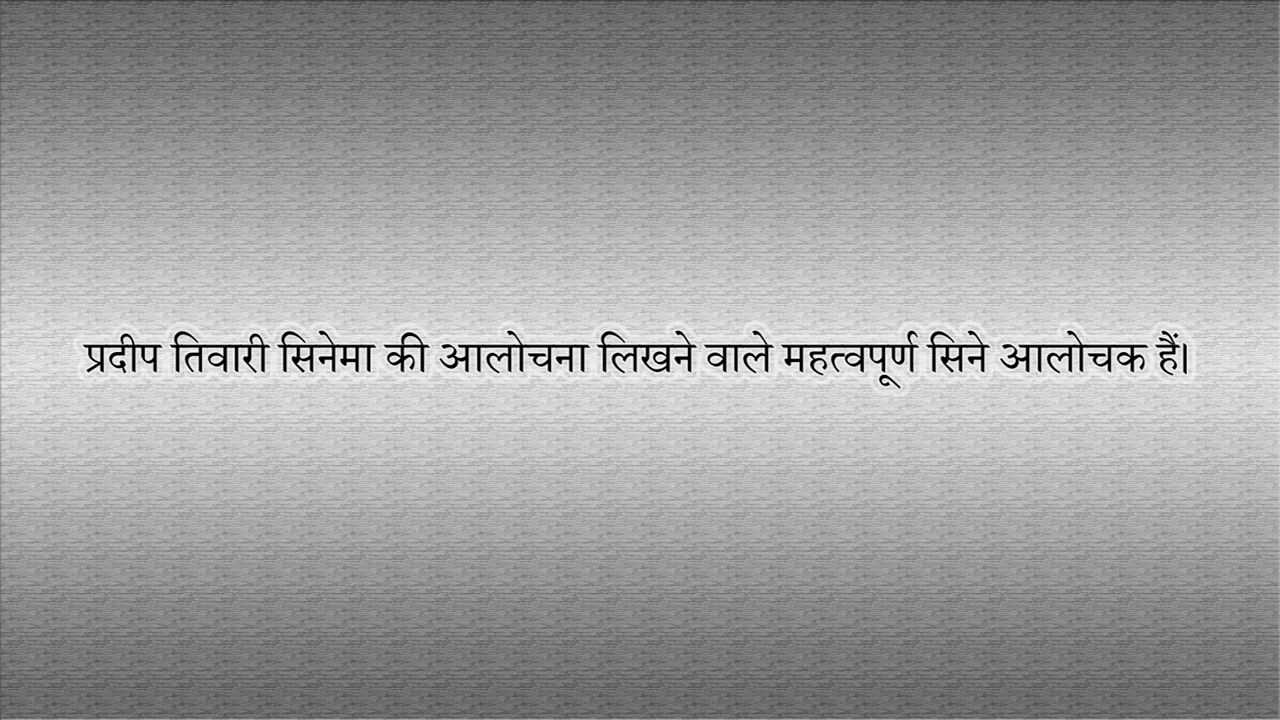 प्रदीप तिवारी सिनेमा की आलोचना लिखने वाले महत्वपूर्ण सिने आलोचक हैं।